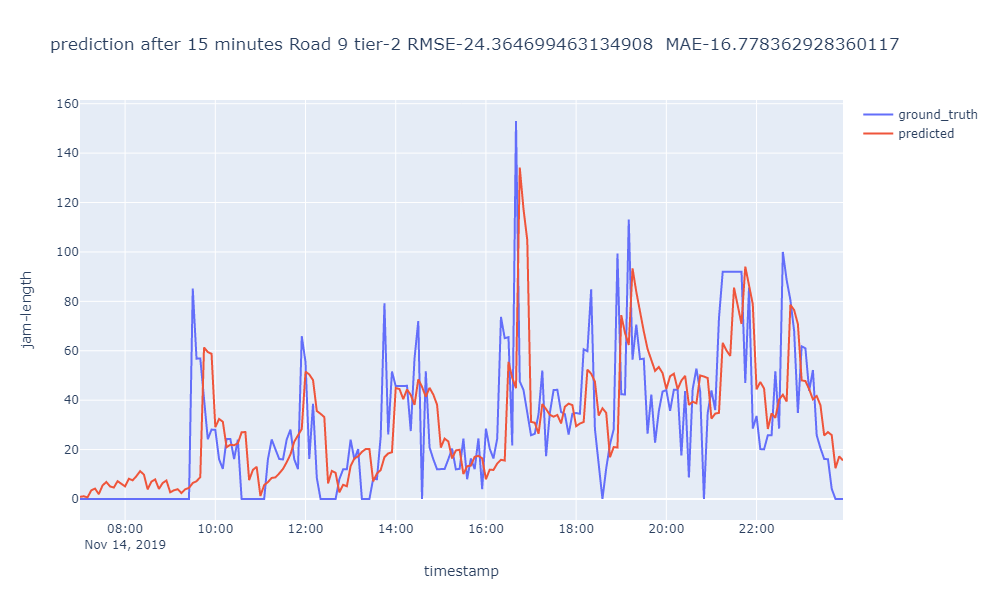 prediction after 15 minutes Road 9 tier-2 RMSE-24.364699463134908  MAE-16.778362928360117
ground_truth
predicted
jam-length
160
140
120
100
80
60
40
20
0
08:00 10:00 12:00 14:00 16:00 18:00 20:00 22:00
Nov 14, 2019
timestamp